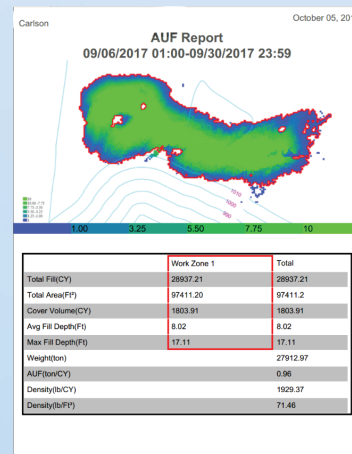 Carlson
October 05, 201
AUF Report
09/06/2017 01:00-09/30/2017 23:59
1010
1000
990
1.00 3.25 5.50 7.75 10
Work Zone 1 Total
Total Fill(CY) 28937.21 28937.21
Total Area(Ft²) 97411.20 97411.2
Cover Volume(CY) 1803.91 1803.91
Avg Fill Depth(Ft) 8.02 8.02
Max Fill Depth(Ft) 17.11 17.11
Weight(ton) 27912.97
AUF(ton/CY) 0.96
Density(lb/CY) 1929.37
Density(lb/Ft³) 71.46